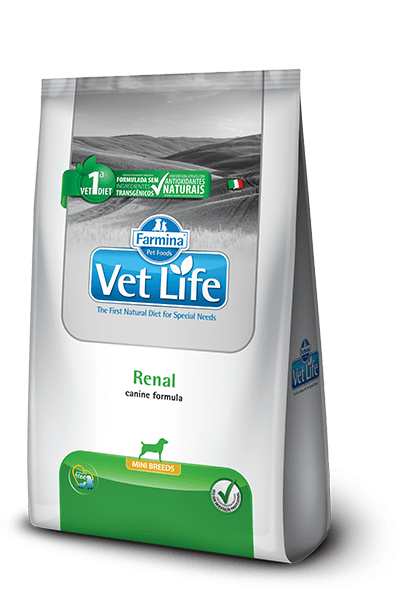 1ª
VET DIET
FORMULADA SEM
INGREDIENTES
TRANSGÊNICOS
ANTIOXIDANTES
NATURAIS
Farmina
Pet Foods
Vet Life
The First Natural Diet for Special Needs
Renal
canine formula
MINI BREEDS
Vet Life